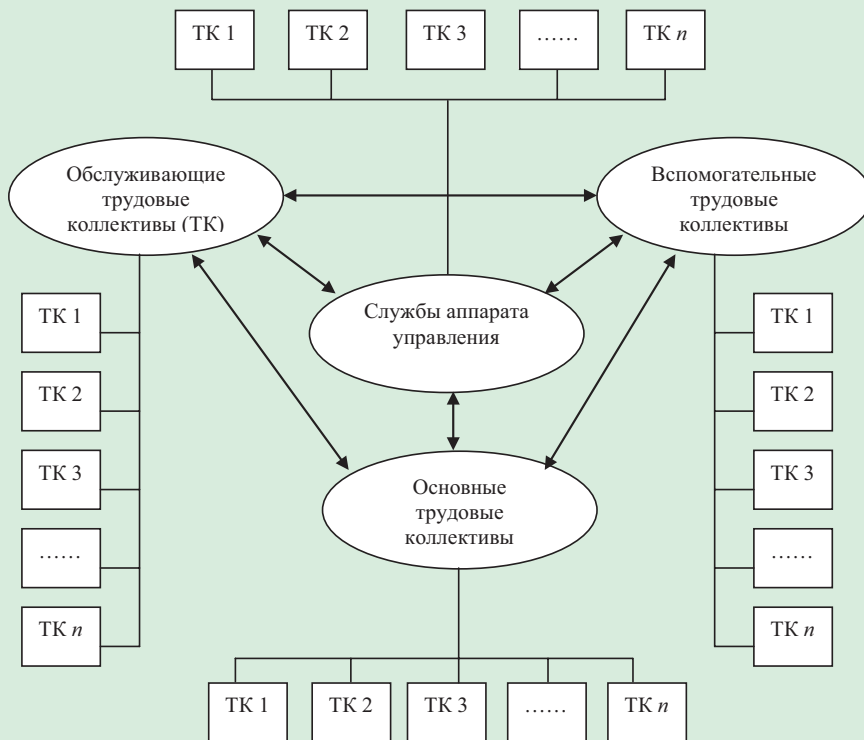 ТК 1 ТК 2 ТК 3 …… ТК n
Обслуживающие
трудовые
коллективы (ТК)
Вспомогательные
трудовые
коллективы
Службы аппарата
управления
ТК 1
ТК 2
ТК 3
……
ТК n
ТК 1
ТК 2
ТК 3
……
ТК n
Основные
трудовые
коллективы
ТК 1 ТК 2 ТК 3 …… ТК n